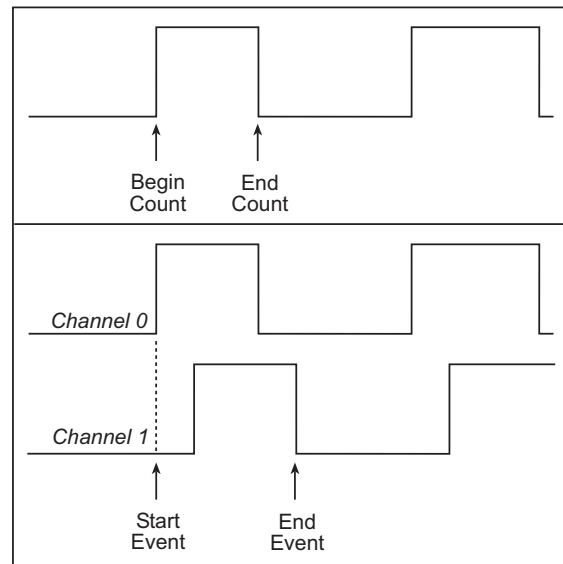 Begin
Count
End
Count
Channel 0
Channel 1
Start
Event
End
Event